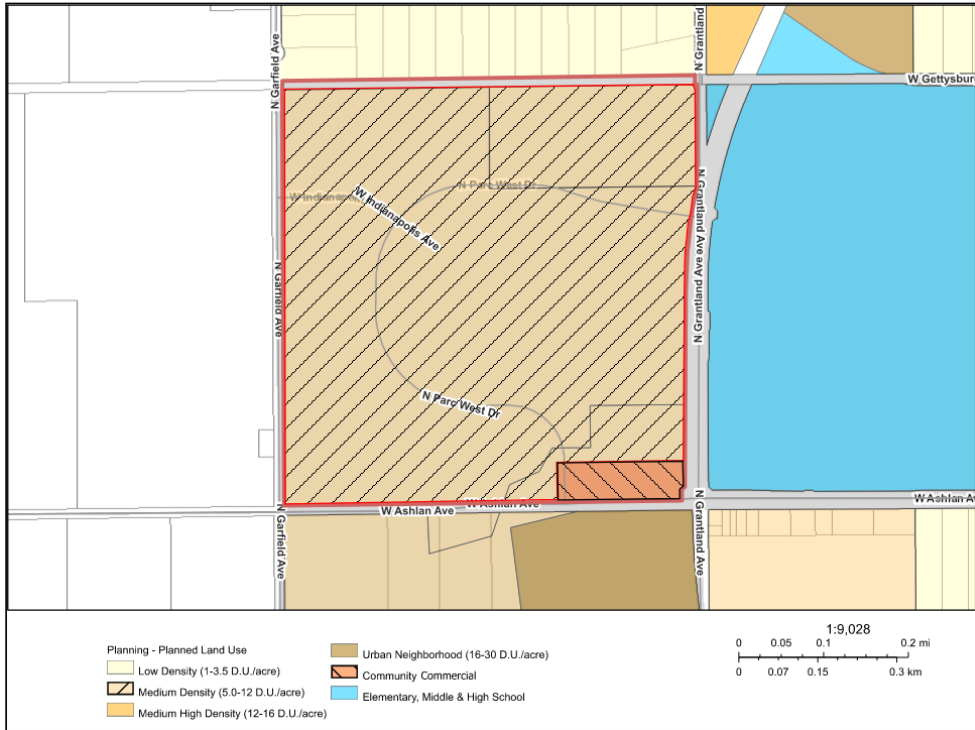 N Garfield Ave
N Grantland
W Gettysburg
N Parc West Dr
W Indianapolis
W Indianapolis Ave
N Grantland Ave
N Garfield Ave
N Grantland Ave
N Parc West Dr
W Ashlan Ave
W Ashlan Ave
W Ashlan Av
N Garfield Ave
N Grantland Ave
Planning - Planned Land Use
Low Density (1-3.5 D.U./acre)
Medium Density (5.0-12 D.U./acre)
Medium High Density (12-16 D.U./acre)
Urban Neighborhood (16-30 D.U./acre)
Community Commercial
Elementary, Middle & High School
1:9,028
0 0.05 0.1 0.2 mi
0 0.07 0.15 0.3 km